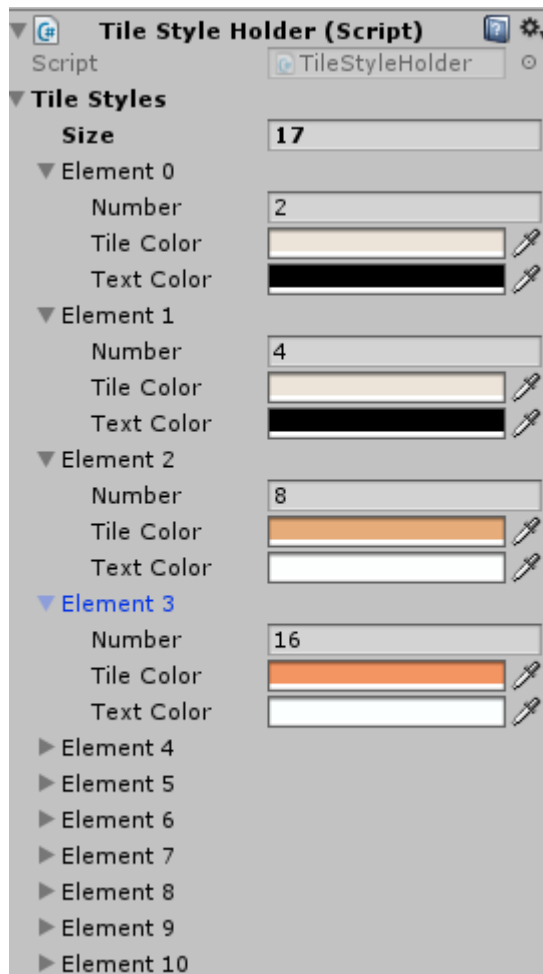 Tile Style Holder (Script)
Script TileStyleHolder
Tile Styles
Size 17
Element 0
Number 2
Tile Color
Text Color
Element 1
Number 4
Tile Color
Text Color
Element 2
Number 8
Tile Color
Text Color
Element 3
Number 16
Tile Color
Text Color
Element 4
Element 5
Element 6
Element 7
Element 8
Element 9
Element 10